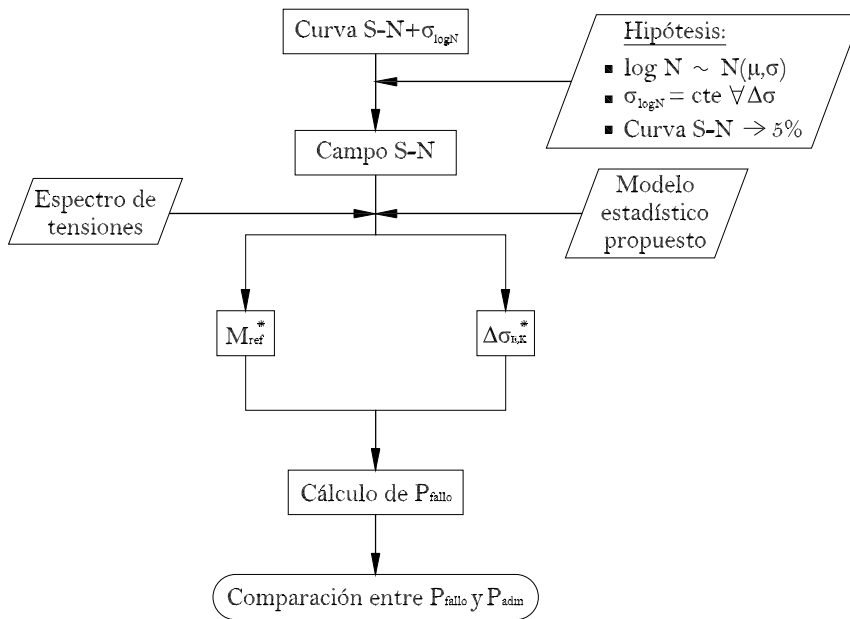 Curva S-N+σlogN
Hipótesis:
▪ log N ~ N(μ,σ)
▪ σlogN = cte ∀Δσ
▪ Curva S-N → 5%
Campo S-N
Espectro de
tensiones
Modelo
estadístico
propuesto
Mref*
Δσ*
Cálculo de Pfallo
Comparación entre Pfallo y Padm